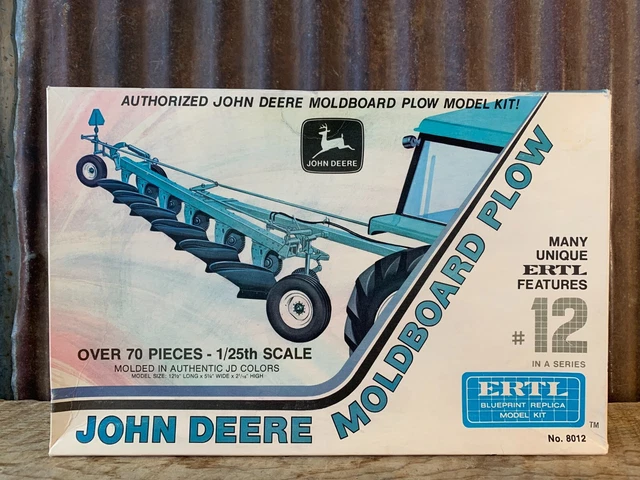 AUTHORIZED JOHN DEERE MOLDBOARD PLOW MODEL KIT!
JOHN DEERE
MANY
UNIQUE
ERTL
FEATURES
#12
IN A SERIES
OVER 70 PIECES - 1/25th SCALE
MOLDED IN AUTHENTIC JD COLORS
JOHN DEERE MOLDBOARD PLOW
ERTL
BLUEPRINT REPLICA
MODEL KIT
TM
No. 8012